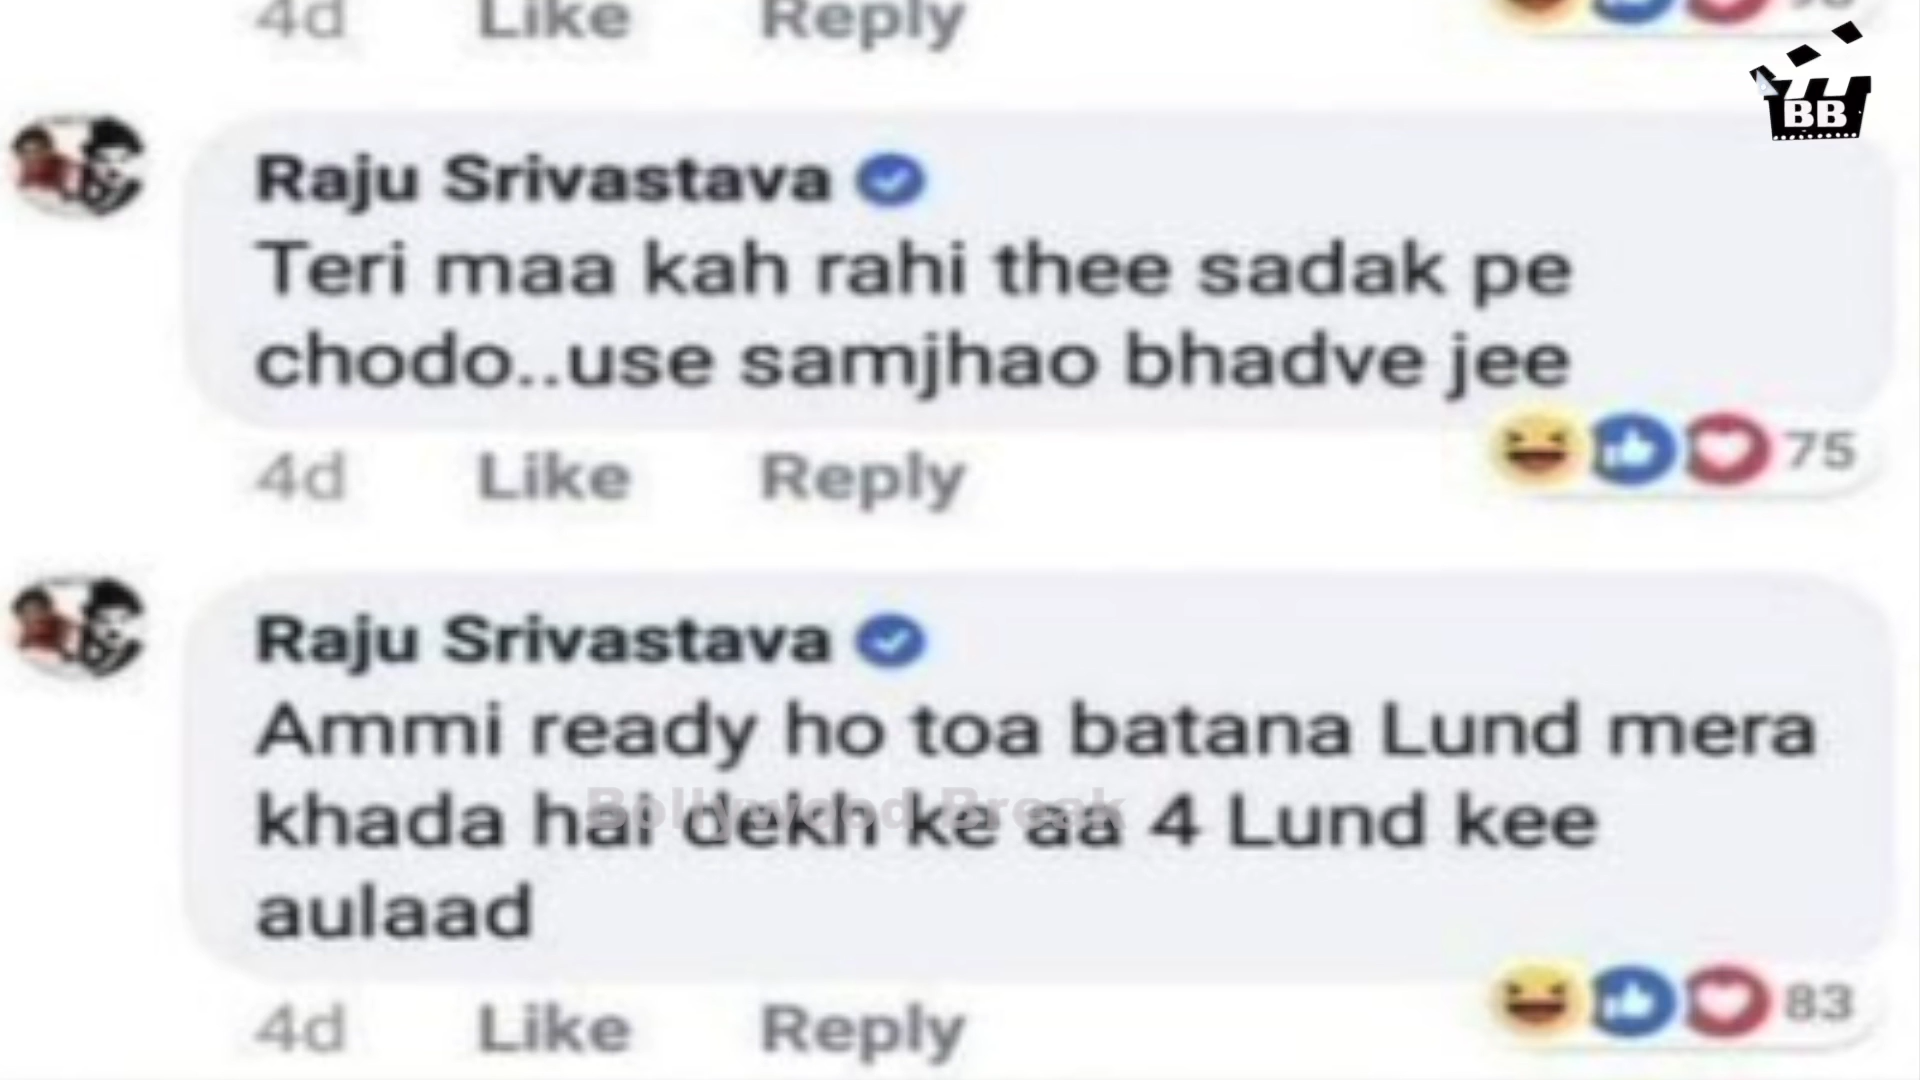 4d Like Reply
BB
Raju Srivastava
Teri maa kah rahi thee sadak pe
chodo..use samjhao bhadve jee
75
4d Like Reply
Raju Srivastava
Ammi ready ho toa batana Lund mera
khada hai dekh ke aa 4 Lund kee
Bollywood Break
aulaad
83
4d Like Reply